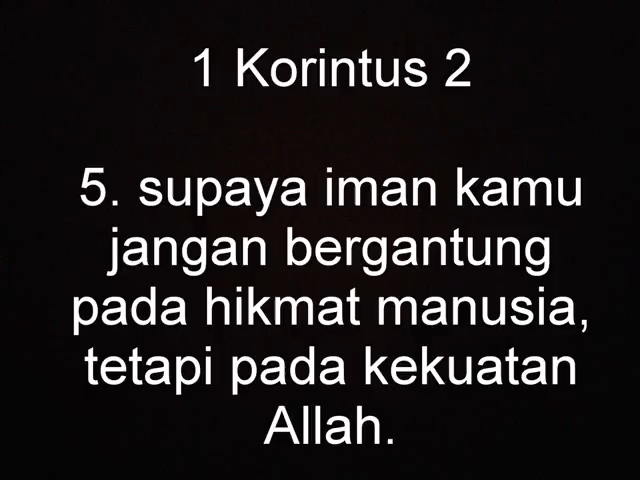 1 Korintus 2
5. supaya iman kamu
jangan bergantung
pada hikmat manusia,
tetapi pada kekuatan
Allah.